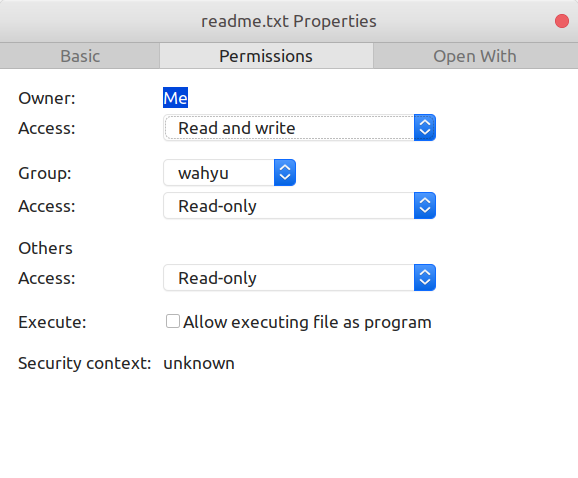 readme.txt Properties
Basic Permissions Open With
Owner: Me
Access: Read and write
Group: wahyu
Access: Read-only
Others
Access: Read-only
Execute: Allow executing file as program
Security context: unknown